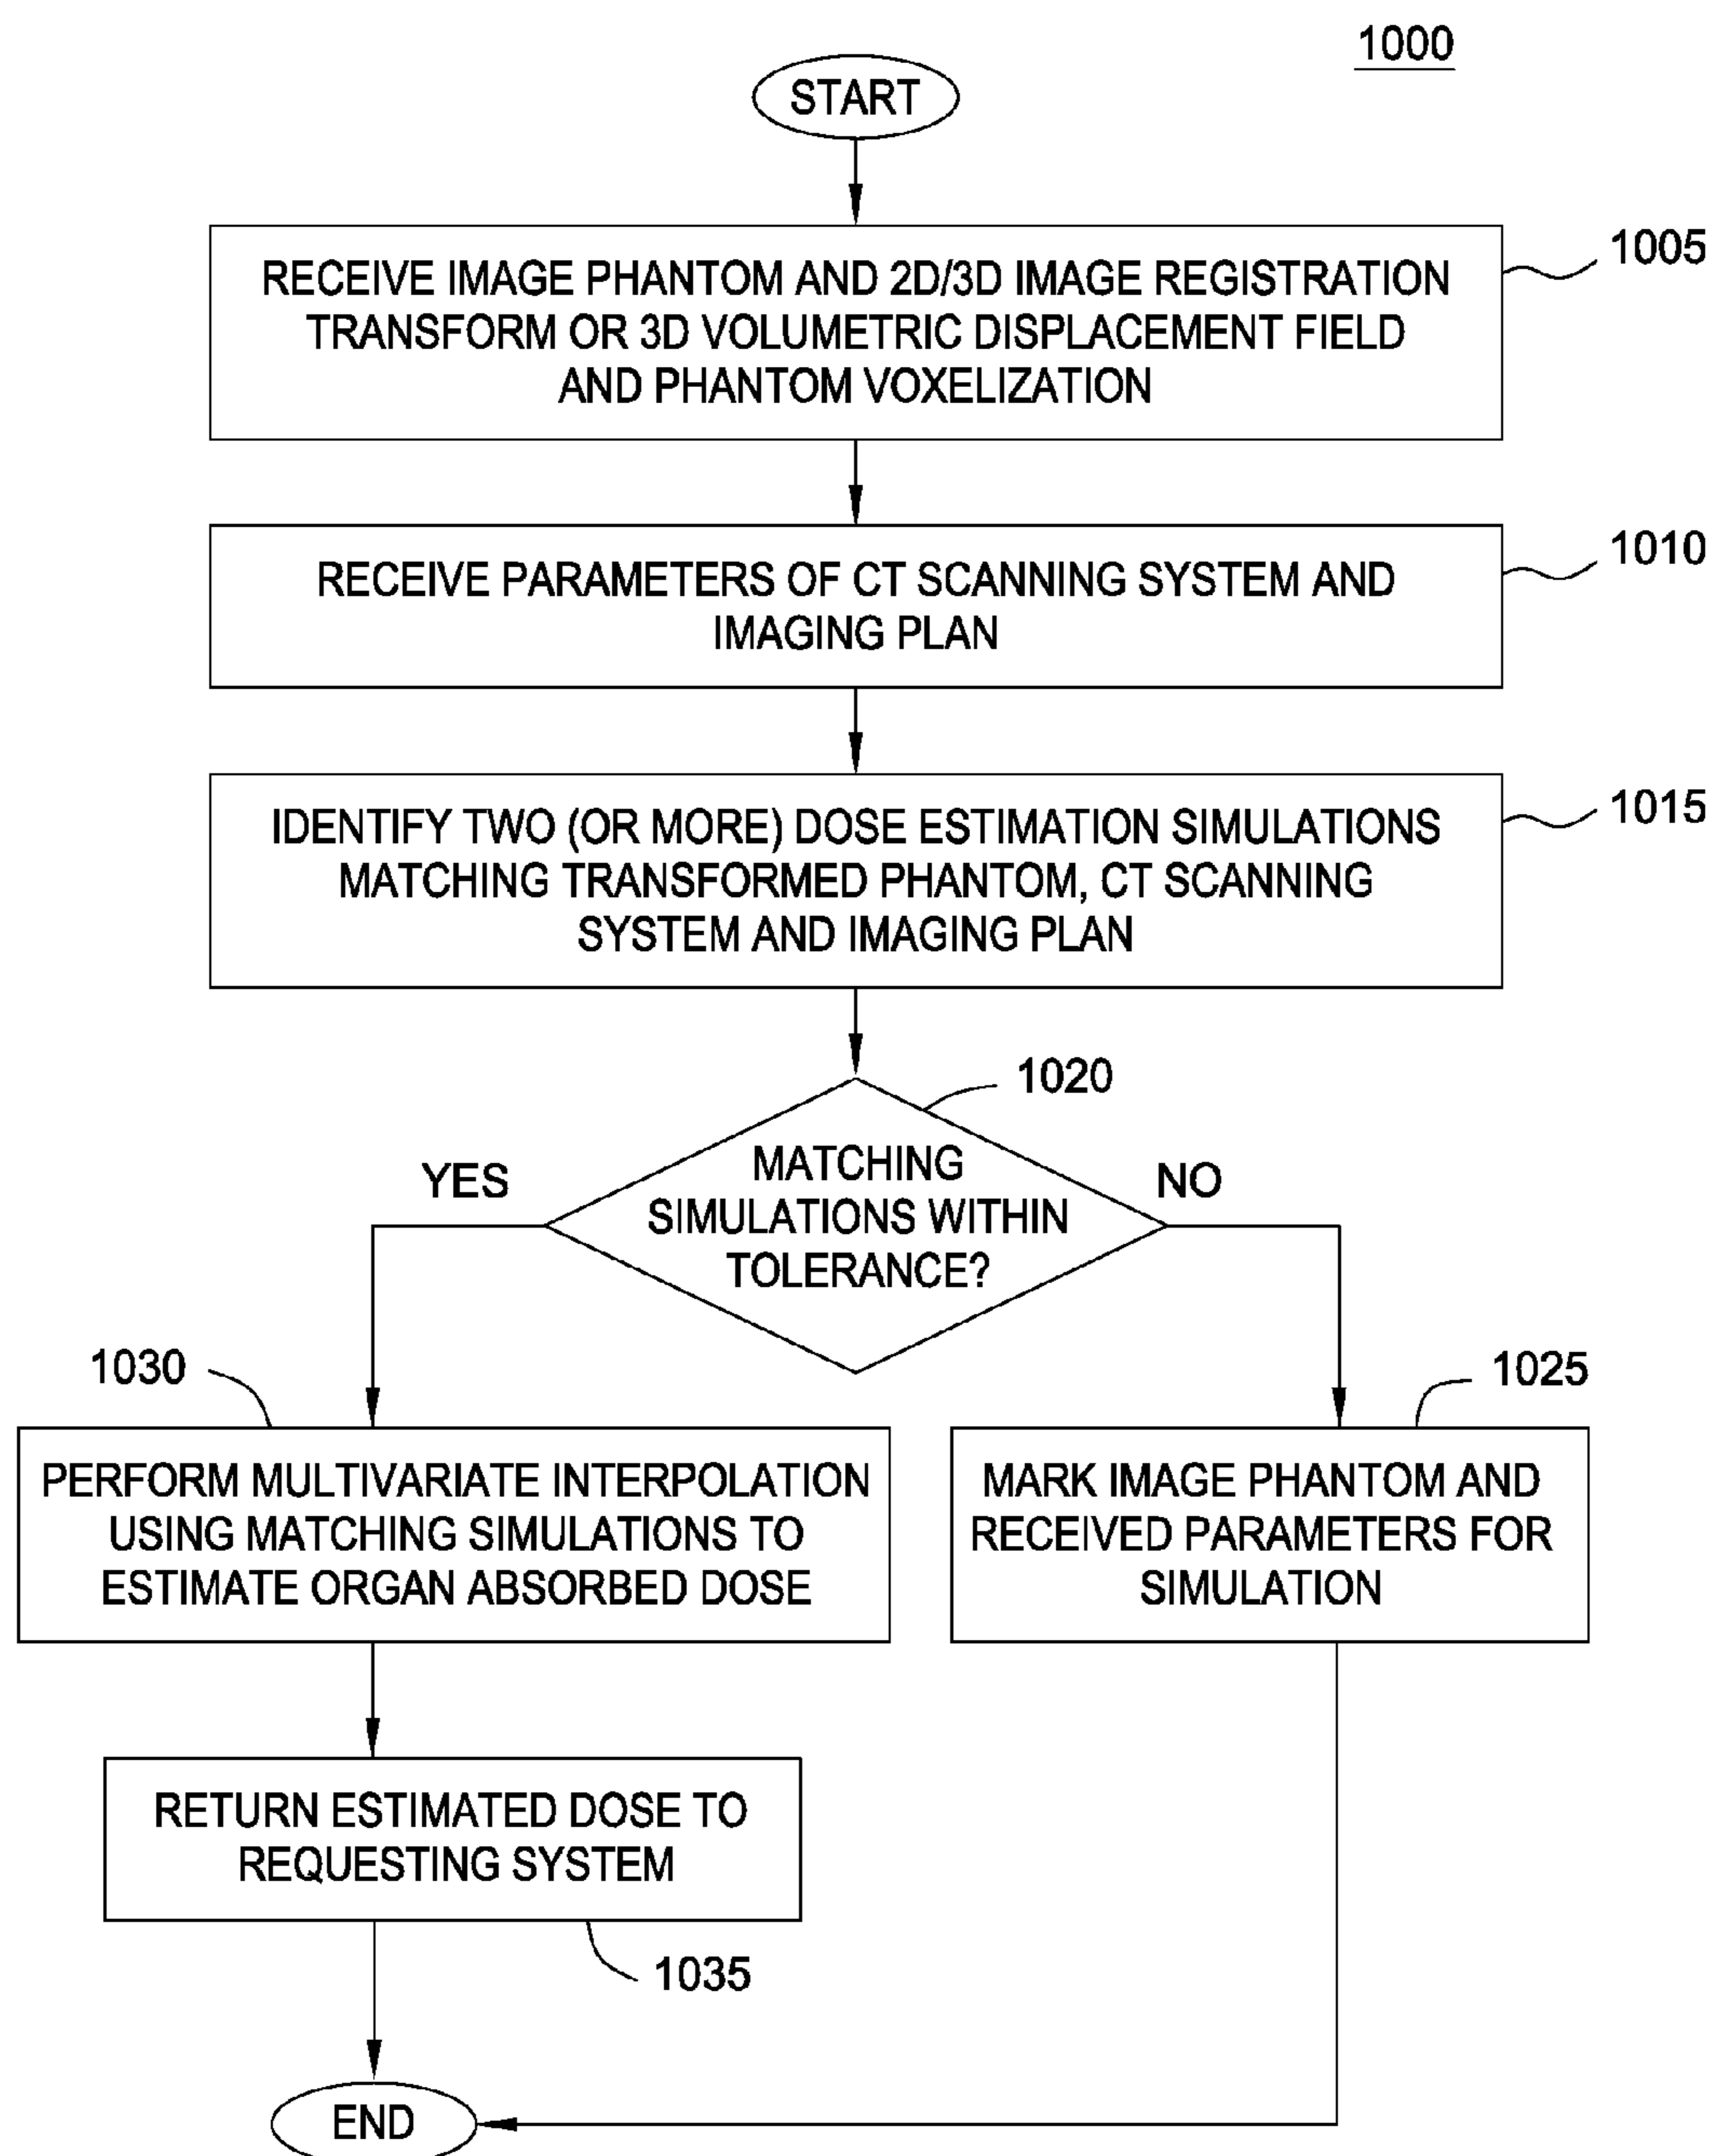 1000
START
RECEIVE IMAGE PHANTOM AND 2D/3D IMAGE REGISTRATION
TRANSFORM OR 3D VOLUMETRIC DISPLACEMENT FIELD
AND PHANTOM VOXELIZATION
1005
RECEIVE PARAMETERS OF CT SCANNING SYSTEM AND
IMAGING PLAN
1010
IDENTIFY TWO (OR MORE) DOSE ESTIMATION SIMULATIONS
MATCHING TRANSFORMED PHANTOM, CT SCANNING
SYSTEM AND IMAGING PLAN
1015
1020
MATCHING
SIMULATIONS WITHIN
TOLERANCE?
YES
NO
1030
PERFORM MULTIVARIATE INTERPOLATION
USING MATCHING SIMULATIONS TO
ESTIMATE ORGAN ABSORBED DOSE
1025
MARK IMAGE PHANTOM AND
RECEIVED PARAMETERS FOR
SIMULATION
RETURN ESTIMATED DOSE TO
REQUESTING SYSTEM
1035
END